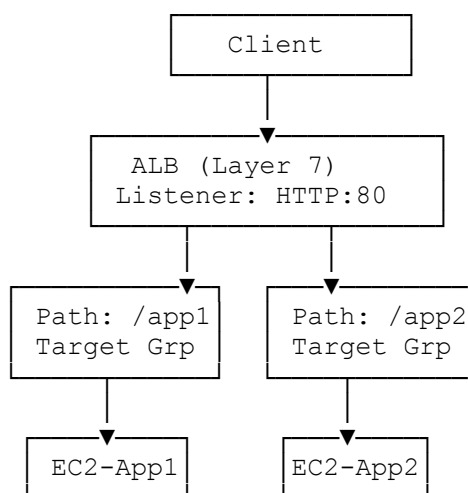 Client
ALB (Layer 7)
Listener: HTTP:80
Path: /app1
Target Grp
Path: /app2
Target Grp
EC2-App1
EC2-App2